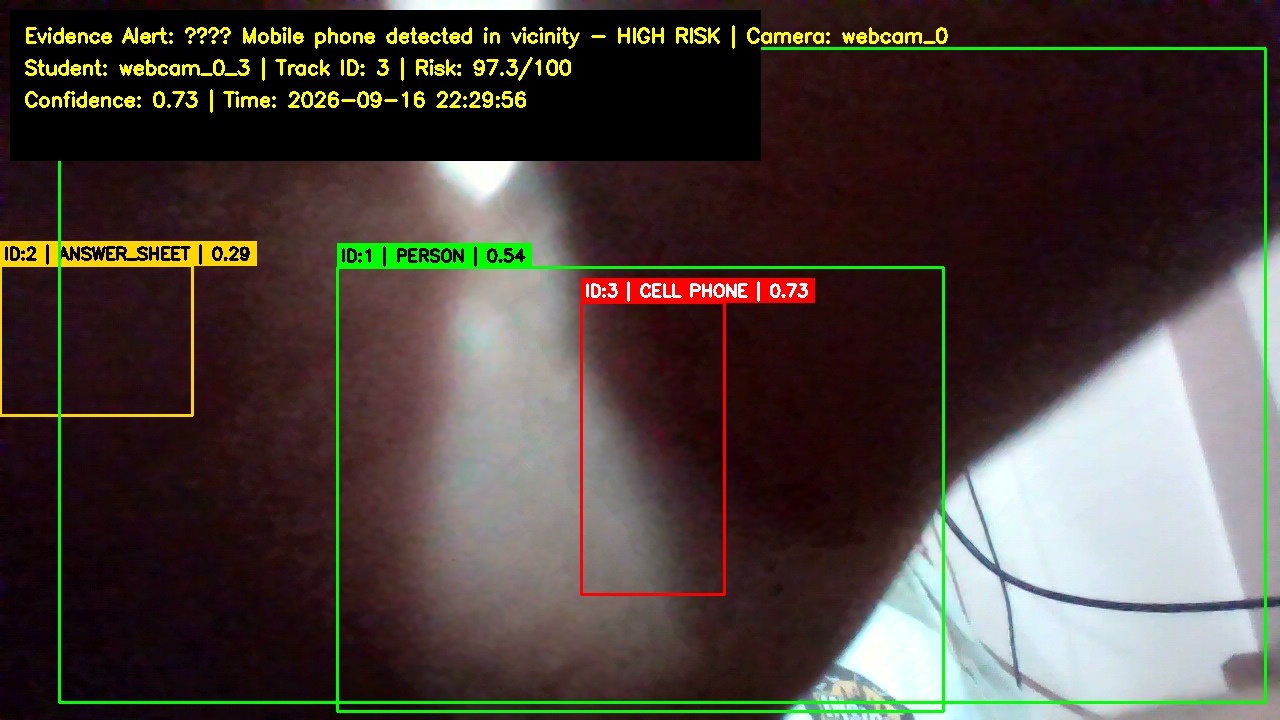 Evidence Alert: ???? Mobile phone detected in vicinity - HIGH RISK | Camera: webcam_0
Student: webcam_0_3 | Track ID: 3 | Risk: 97.3/100
Confidence: 0.73 | Time: 2026-09-16 22:29:56
ID:2 | ANSWER_SHEET | 0.29
ID:1 | PERSON | 0.54
ID:3 | CELL PHONE | 0.73